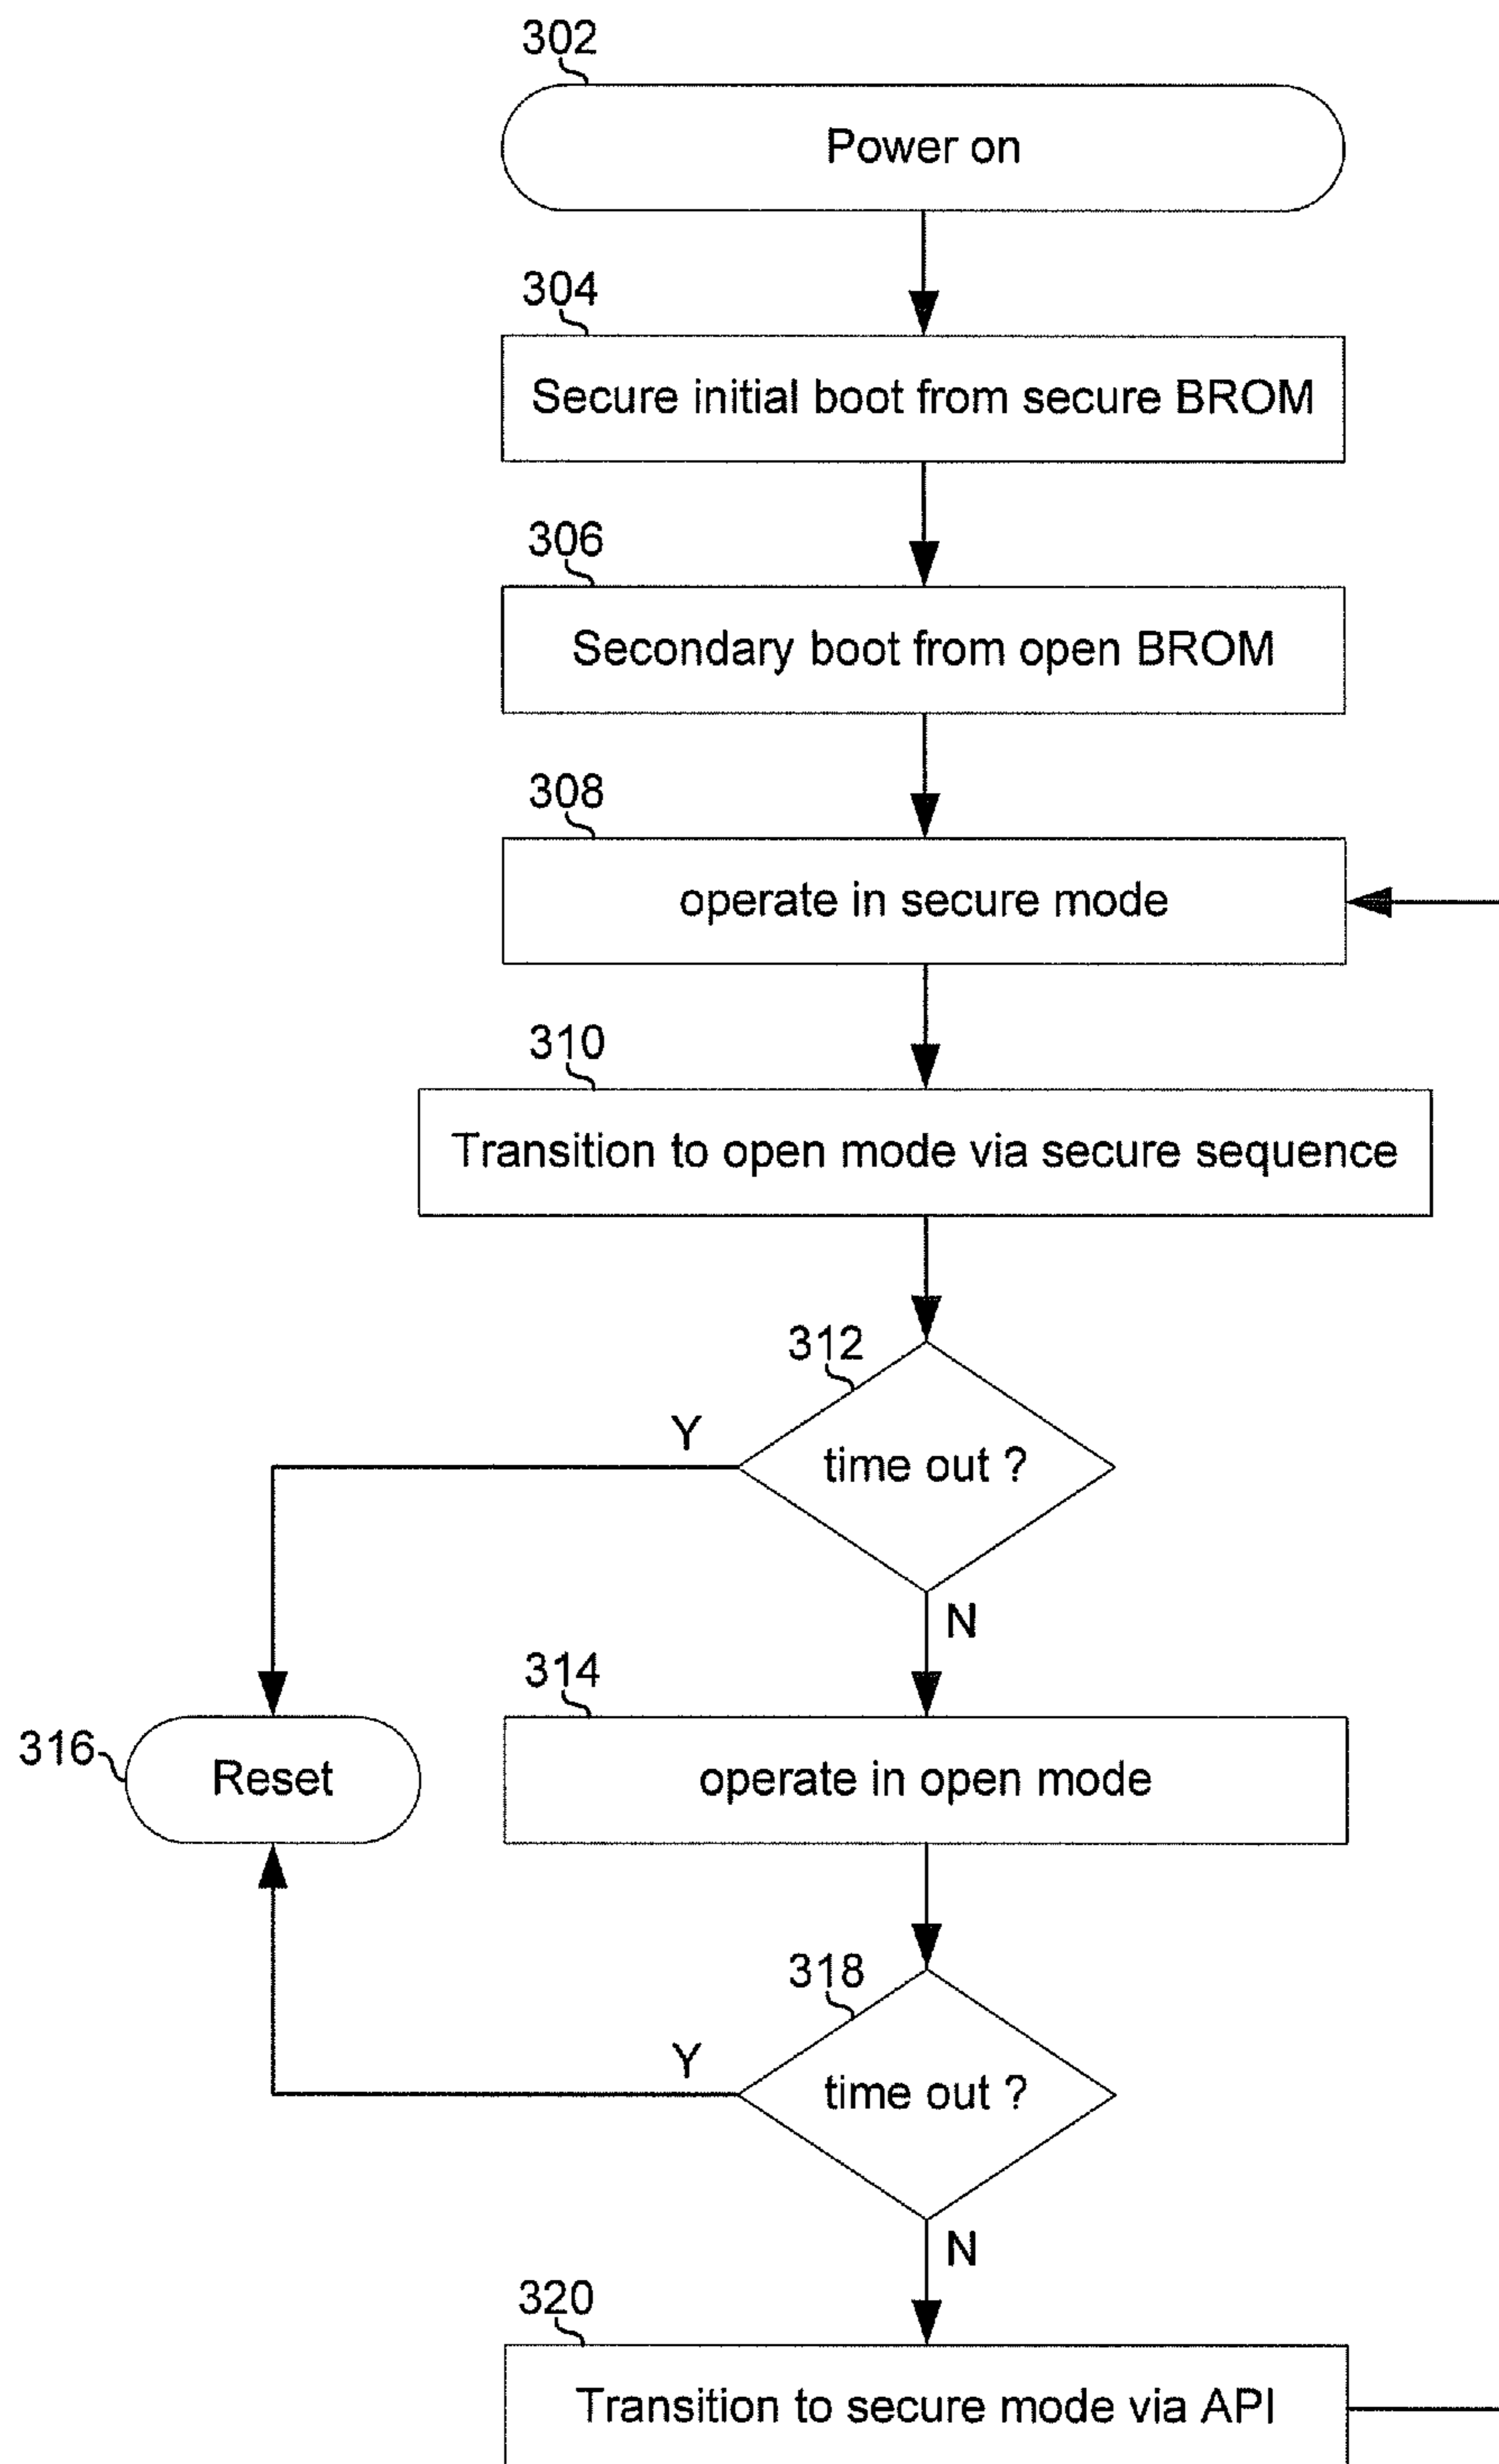 302
Power on
304
Secure initial boot from secure BROM
306
Secondary boot from open BROM
308
operate in secure mode
310
Transition to open mode via secure sequence
312
time out ?
Y
N
314
316
Reset
operate in open mode
318
time out ?
Y
N
320
Transition to secure mode via API